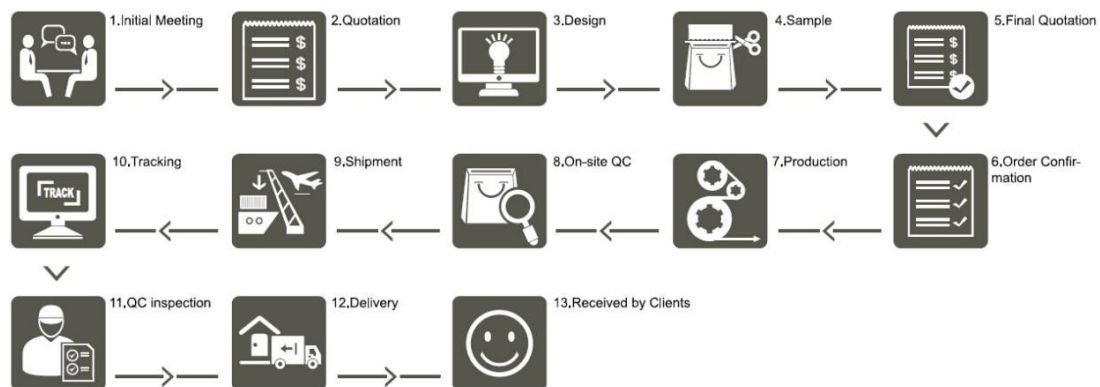 1.Initial Meeting
2.Quotation
$
$
$
3.Design
4.Sample
5.Final Quotation
$
$
$
6.Order Confir-
mation
7.Production
8.On-site QC
9.Shipment
10.Tracking
TRACK
11.QC inspection
12.Delivery
13.Received by Clients